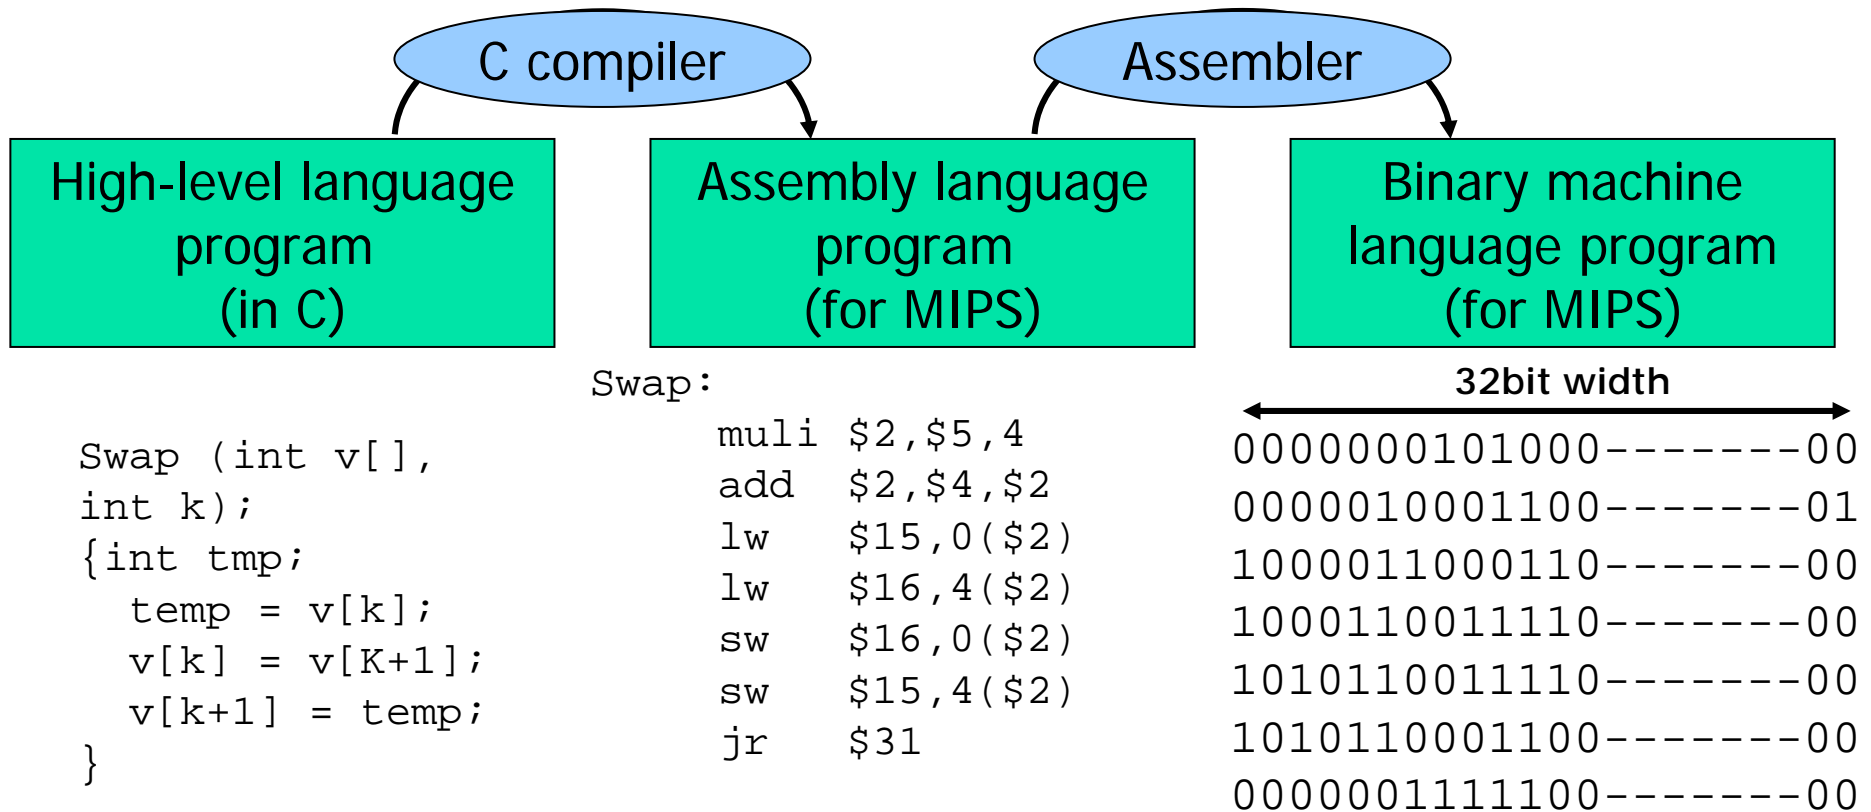 C compiler
Assembler
High-level language
program
(in C)
Assembly language
program
(for MIPS)
Binary machine
language program
(for MIPS)
Swap (int v[],
int k);
{int tmp;
  temp = v[k];
  v[k] = v[K+1];
  v[k+1] = temp;
}
Swap:
muli $2,$5,4
add $2,$4,$2
lw $15,0($2)
lw $16,4($2)
sw $16,0($2)
sw $15,4($2)
jr $31
32bit width
0000000101000-------00
0000010001100-------01
1000011000110-------00
1000110011110-------00
1010110011110-------00
1010110001100-------00
0000001111100-------00